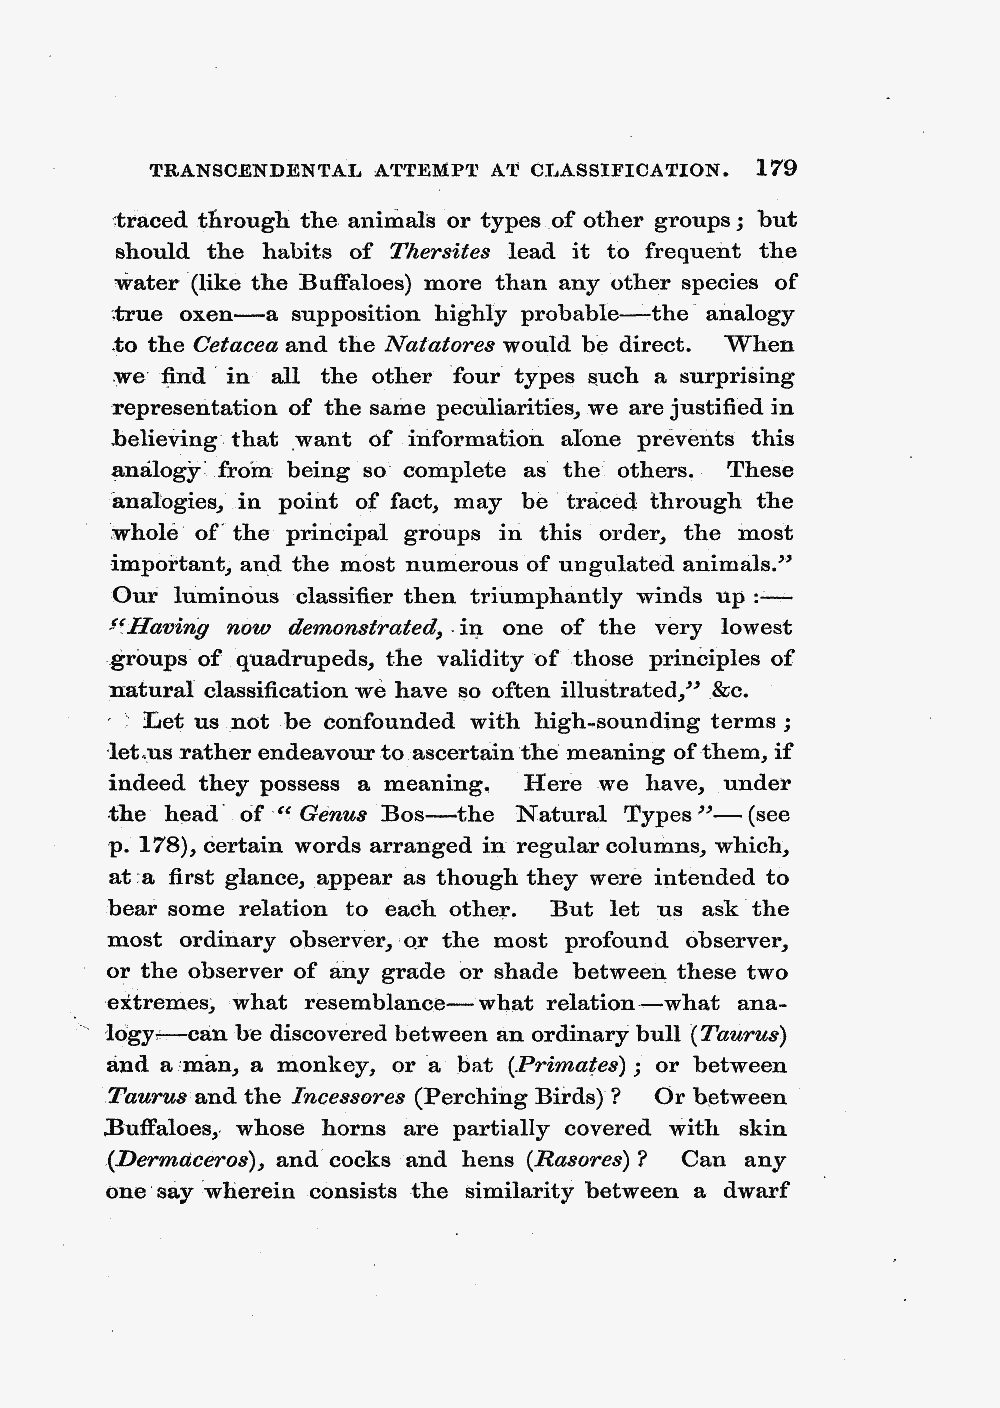 TRANSCENDENTAL ATTEMPT AT CLASSIFICATION. 179
traced through the animals or types of other groups; but
should the habits of Thersites lead it to frequent the
water (like the Buffaloes) more than any other species of
true oxen—a supposition highly probable—the analogy
to the Cetacea and the Natatores would be direct. When
we find in all the other four types such a surprising
representation of the same peculiarities, we are justified in
believing that want of information alone prevents this
analogy from being so complete as the others. These
analogies, in point of fact, may be traced through the
whole of the principal groups in this order, the most
important, and the most numerous of ungulated animals.”
Our luminous classifier then triumphantly winds up :—
“Having now demonstrated, in one of the very lowest
groups of quadrupeds, the validity of those principles of
natural classification we have so often illustrated,” &c.
Let us not be confounded with high-sounding terms ;
let us rather endeavour to ascertain the meaning of them, if
indeed they possess a meaning. Here we have, under
the head of “ Genus Bos—the Natural Types ”— (see
p. 178), certain words arranged in regular columns, which,
at a first glance, appear as though they were intended to
bear some relation to each other. But let us ask the
most ordinary observer, or the most profound observer,
or the observer of any grade or shade between these two
extremes, what resemblance—what relation—what ana-
logy—can be discovered between an ordinary bull (Taurus)
and a man, a monkey, or a bat (Primates) ; or between
Taurus and the Incessores (Perching Birds) ? Or between
Buffaloes, whose horns are partially covered with skin
(Dermaceros), and cocks and hens (Rasores) ? Can any
one say wherein consists the similarity between a dwarf